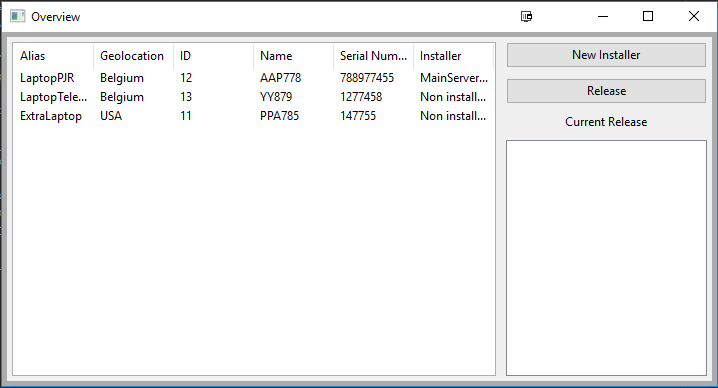 Overview
Alias Geolocation ID Name Serial Num... Installer
LaptopPJR Belgium 12 AAP778 788977455 MainServer...
LaptopTele... Belgium 13 YY879 1277458 Non install...
ExtraLaptop USA 11 PPA785 147755 Non install...
New Installer
Release
Current Release